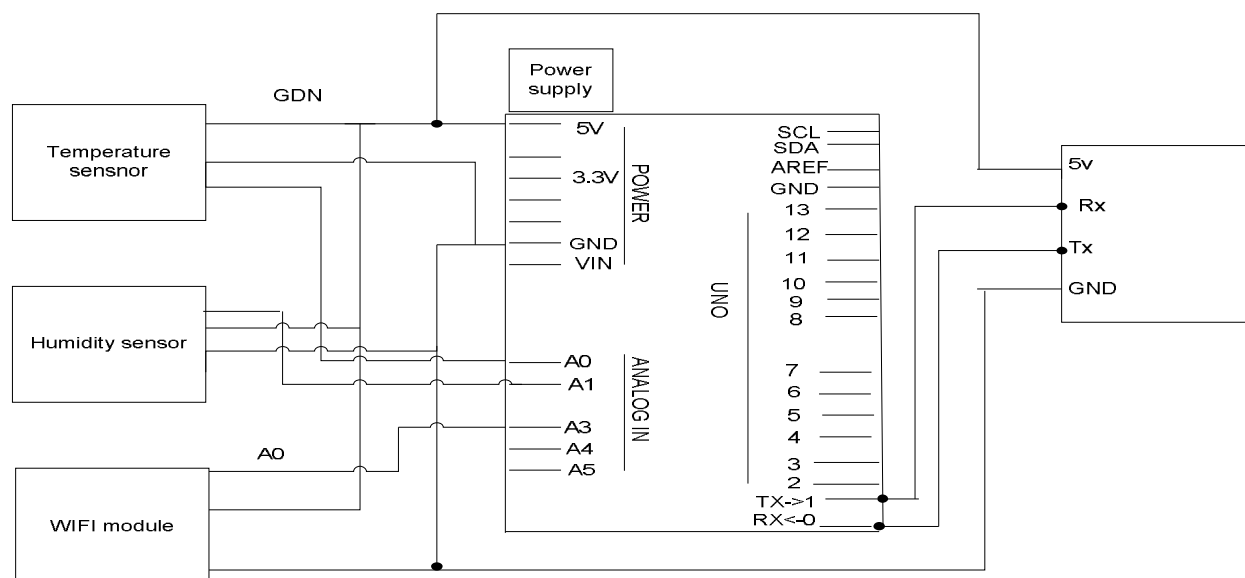 Power
supply
GDN
Temperature
sensnor
5V
3.3V
GND
VIN
POWER
SCL
SDA
AREF
GND
13
12
11
10
9
8
UNO
7
6
5
4
3
2
TX->1
RX<-0
5v
Rx
Tx
GND
Humidity sensor
A0
A1
A3
A4
A5
ANALOG IN
A0
WIFI module